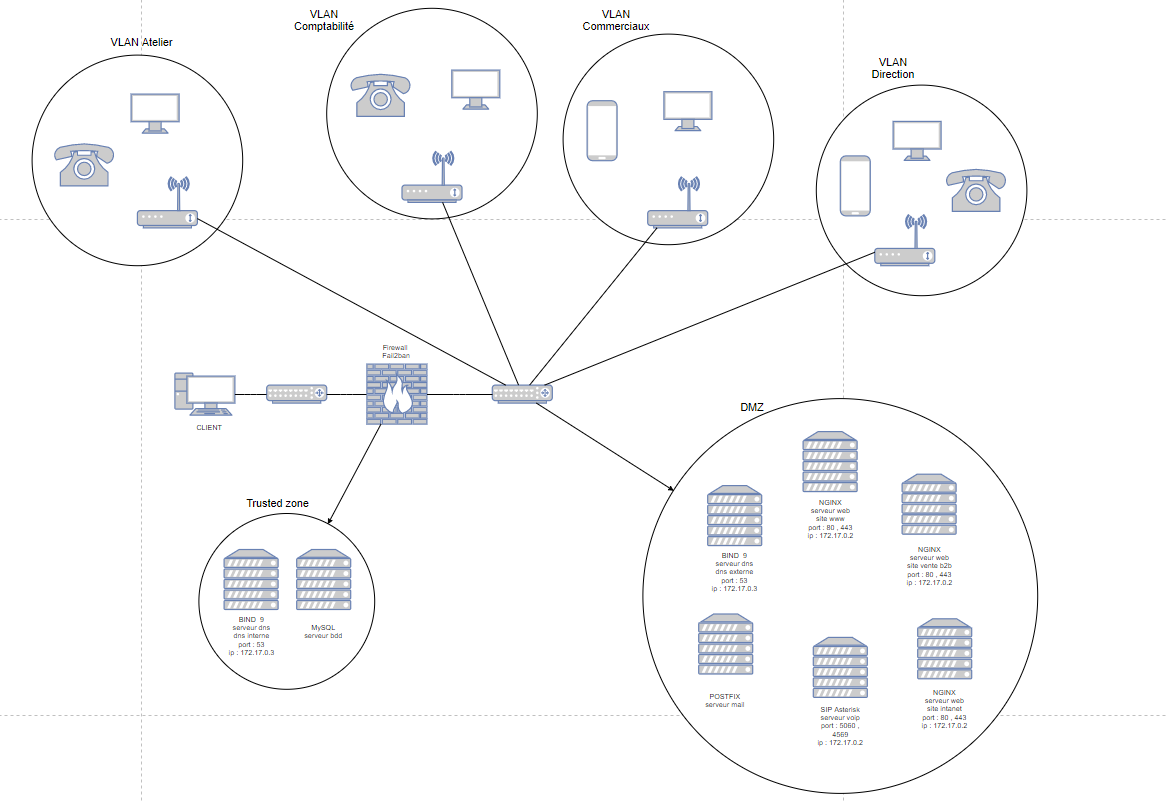 VLAN
Comptabilité
VLAN
Commerciaux
VLAN Atelier
VLAN
Direction
Firewall
Fail2ban
CLIENT
DMZ
Trusted zone
NGINX
serveur web
site www
port : 80 , 443
ip : 172.17.0.2
BIND 9
serveur dns
dns externe
port : 53
ip : 172.17.0.3
NGINX
serveur web
site vente b2b
port : 80 , 443
ip : 172.17.0.2
BIND 9
serveur dns
dns interne
port : 53
ip : 172.17.0.3
MySQL
serveur bdd
POSTFIX
serveur mail
SIP Asterisk
serveur voip
port : 5060 ,
4569
ip : 172.17.0.2
NGINX
serveur web
site intanet
port : 80 , 443
ip : 172.17.0.2